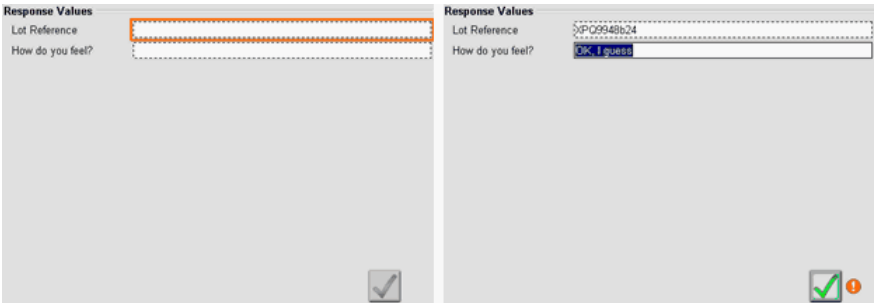 Response Values
Lot Reference
How do you feel?
Response Values
Lot Reference XPQ9948b24
How do you feel? OK, I guess